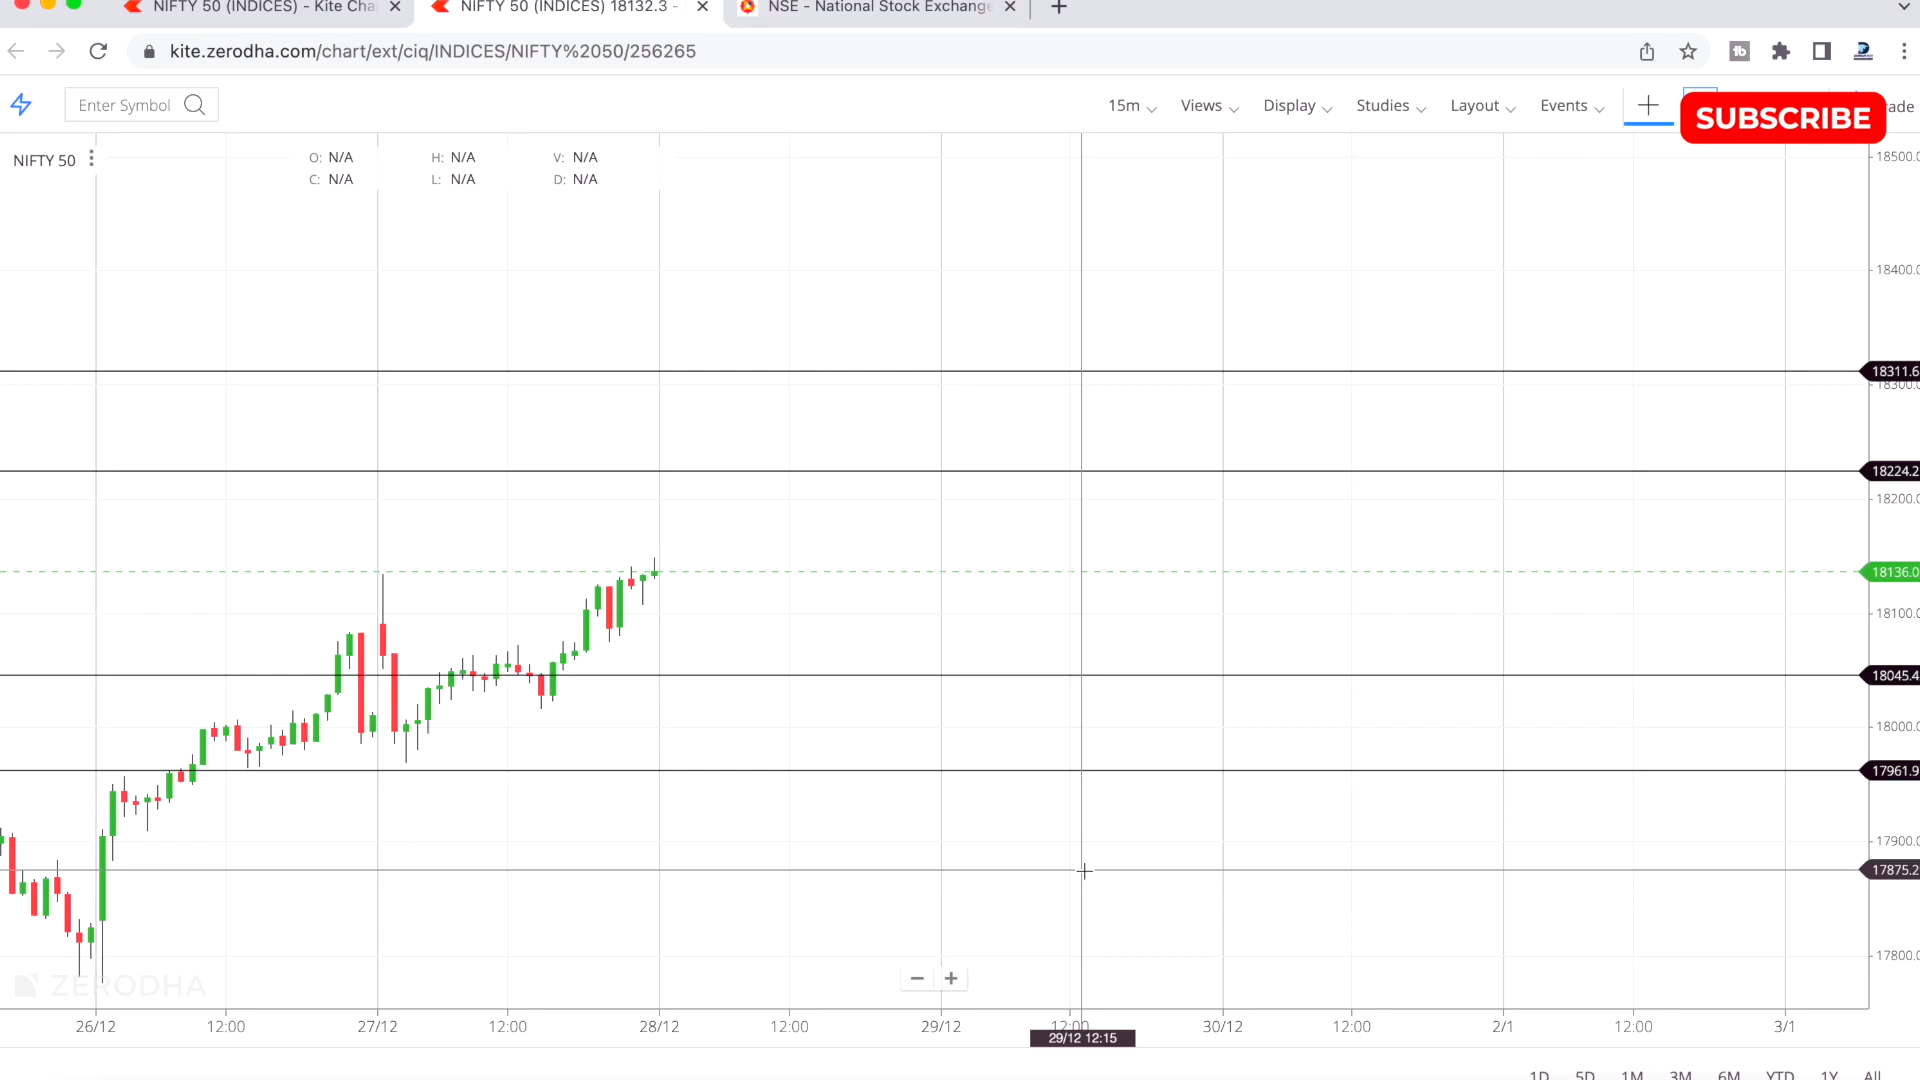 NIFTY 50 (INDICES) - Kite Cha
NIFTY 50 (INDICES) 18132.3 -
NSE - National Stock Exchange
kite.zerodha.com/chart/ext/ciq/INDICES/NIFTY%2050/256265
Enter Symbol
15m
Views
Display
Studies
Layout
Events
SUBSCRIBE
rade
NIFTY 50
O: N/A H: N/A V: N/A
C: N/A L: N/A D: N/A
18500.0
18400.0
18311.6
18300.0
18224.2
18200.0
18136.0
18100.0
18045.4
18000.0
17961.9
17900.0
17875.2
17800.0
ZERODHA
26/12 12:00 27/12 12:00 28/12 12:00 29/12 12:00 30/12 12:00 2/1 12:00 3/1
29/12 12:15
1D 5D 1M 3M 6M YTD 1Y All